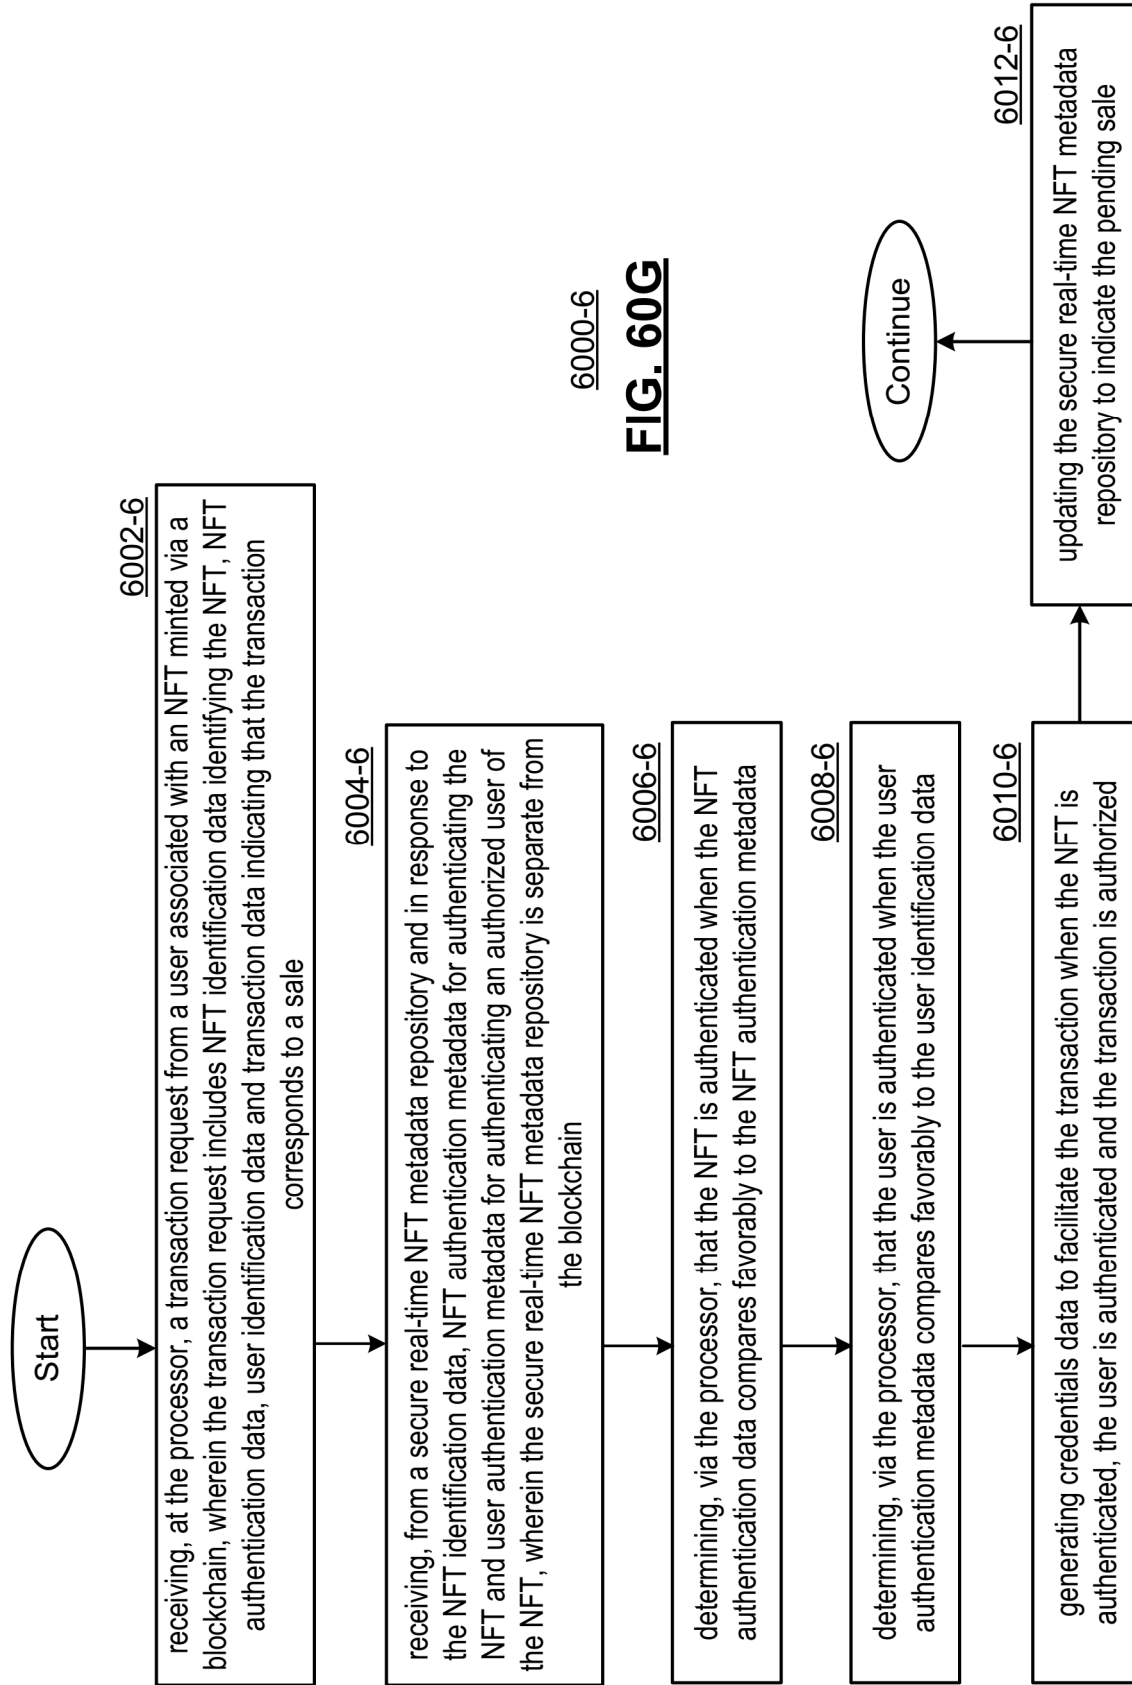 Start
6002-6
receiving, at the processor, a transaction request from a user associated with an NFT minted via a
blockchain, wherein the transaction request includes NFT identification data identifying the NFT, NFT
authentication data, user identification data and transaction data indicating that the transaction
corresponds to a sale
6004-6
receiving, from a secure real-time NFT metadata repository and in response to
the NFT identification data, NFT authentication metadata for authenticating the
NFT and user authentication metadata for authenticating an authorized user of
the NFT, wherein the secure real-time NFT metadata repository is separate from
the blockchain
6006-6
determining, via the processor, that the NFT is authenticated when the NFT
authentication data compares favorably to the NFT authentication metadata
6008-6
determining, via the processor, that the user is authenticated when the user
authentication metadata compares favorably to the user identification data
6010-6
generating credentials data to facilitate the transaction when the NFT is
authenticated, the user is authenticated and the transaction is authorized
6012-6
updating the secure real-time NFT metadata
repository to indicate the pending sale
Continue
6000-6
FIG. 60G